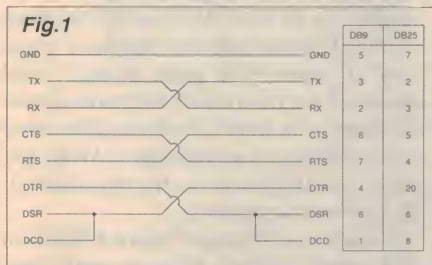 Fig.1
DB9 DB25
GND GND 5 7
TX TX 3 2
RX RX 2 3
CTS CTS 8 5
RTS RTS 7 4
DTR DTR 4 20
DSR DSR 6 6
DCD DCD 1 8